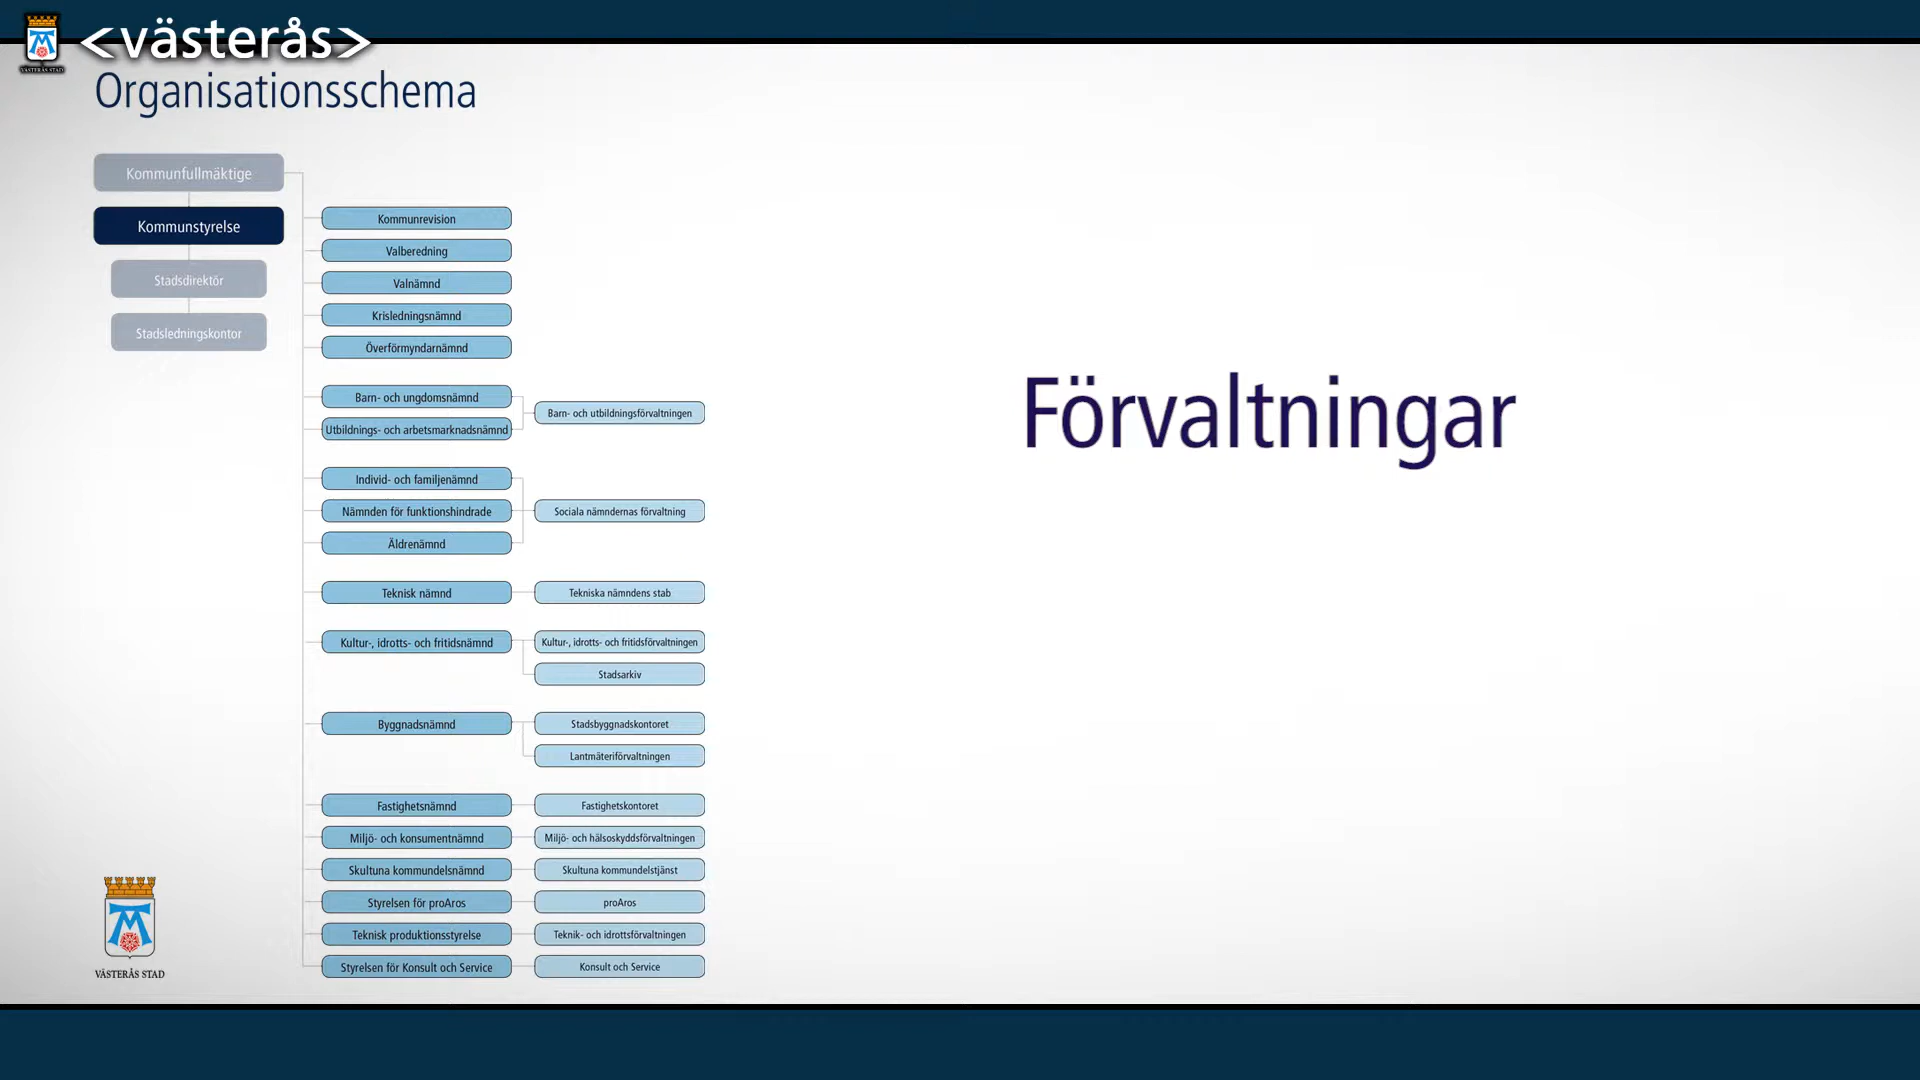 <västerås>
VÄSTERÅS STAD
Organisationsschema
Kommunfullmäktige
Kommunstyrelse
Stadsdirektör
Stadsledningskontor
Kommunrevision
Valberedning
Valnämnd
Krisledningsnämnd
Överförmyndarnämnd
Barn- och ungdomsnämnd
Utbildnings- och arbetsmarknadsnämnd
Barn- och utbildningsförvaltningen
Individ- och familjenämnd
Nämnden för funktionshindrade
Äldrenämnd
Sociala nämndernas förvaltning
Teknisk nämnd
Tekniska nämndens stab
Kultur-, idrotts- och fritidsnämnd
Kultur-, idrotts- och fritidsförvaltningen
Stadsarkiv
Byggnadsnämnd
Stadsbyggnadskontoret
Lantmäteriförvaltningen
Fastighetsnämnd
Fastighetskontoret
Miljö- och konsumentnämnd
Miljö- och hälsoskyddsförvaltningen
Skultuna kommundelsnämnd
Skultuna kommundelstjänst
Styrelsen för proAros
proAros
Teknisk produktionsstyrelse
Teknik- och idrottsförvaltningen
Styrelsen för Konsult och Service
Konsult och Service
Förvaltningar
VÄSTERÅS STAD